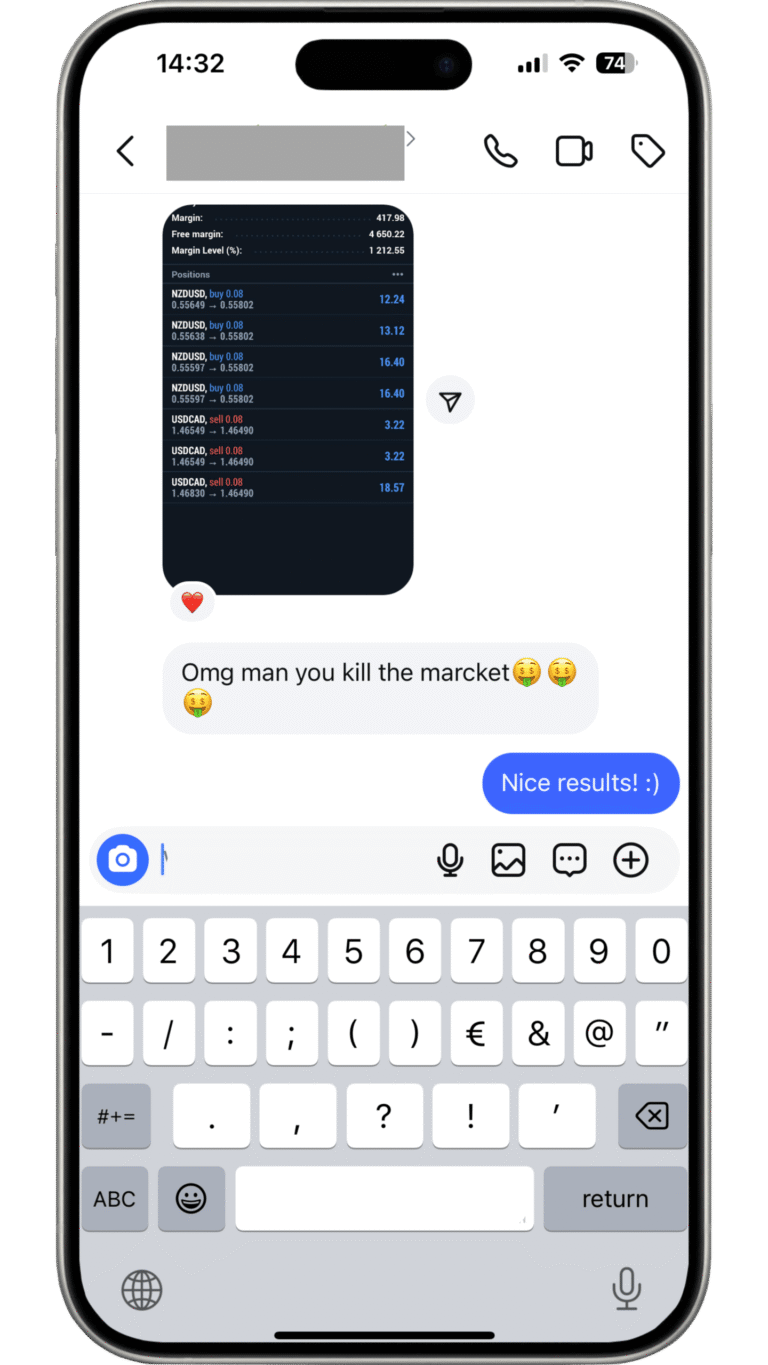 14:32
74
Margin: 417.98
Free margin: 4 650.22
Margin Level (%): 1 212.55
Positions
NZDUSD, buy 0.08
0.55649 → 0.55802 12.24
NZDUSD, buy 0.08
0.55638 → 0.55802 13.12
NZDUSD, buy 0.08
0.55597 → 0.55802 16.40
NZDUSD, buy 0.08
0.55597 → 0.55802 16.40
USDCAD, sell 0.08
1.46549 → 1.46490 3.22
USDCAD, sell 0.08
1.46549 → 1.46490 3.22
USDCAD, sell 0.08
1.46830 → 1.46490 18.57
Omg man you kill the marcket🤑 🤑
🤑
Nice results! :)
1 2 3 4 5 6 7 8 9 0
- / : ; ( ) € & @ "
#+= . , ? ! ’
ABC return